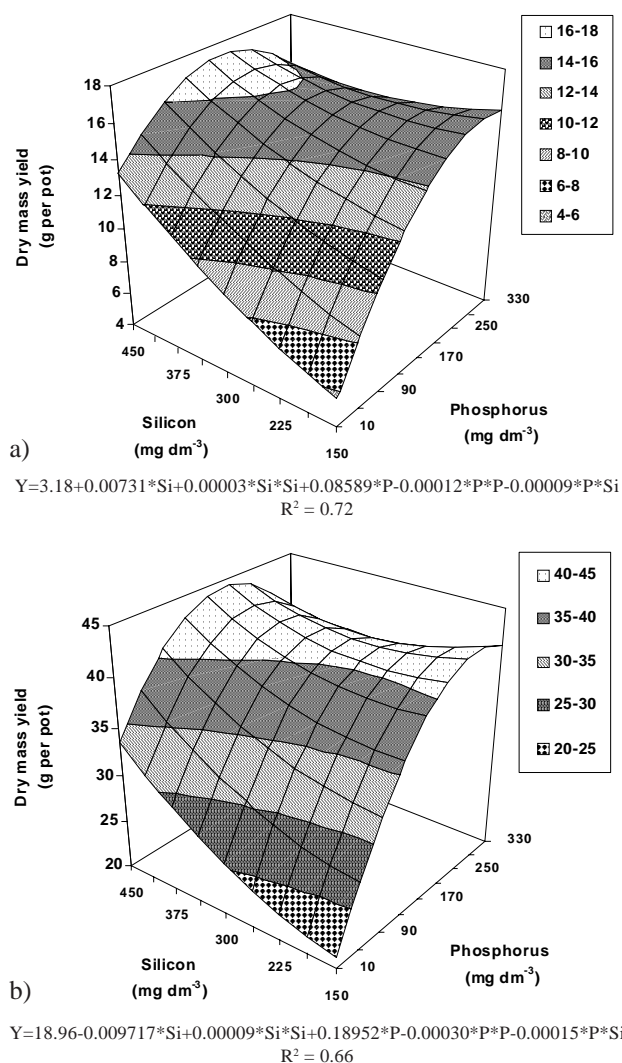 18
16
14
12
10
8
6
4
Dry mass yield
(g per pot)
450
375
300
225
150
Silicon
(mg dm-3)
10
90
170
250
330
Phosphorus
(mg dm-3)
16-18
14-16
12-14
10-12
8-10
6-8
4-6
a)
Y=3.18+0.00731*Si+0.00003*Si*Si+0.08589*P-0.00012*P*P-0.00009*P*Si
R² = 0.72
45
40
35
30
25
20
Dry mass yield
(g per pot)
450
375
300
225
150
Silicon
(mg dm-3)
10
90
170
250
330
Phosphorus
(mg dm-3)
40-45
35-40
30-35
25-30
20-25
b)
Y=18.96-0.009717*Si+0.00009*Si*Si+0.18952*P-0.00030*P*P-0.00015*P*Si
R² = 0.66